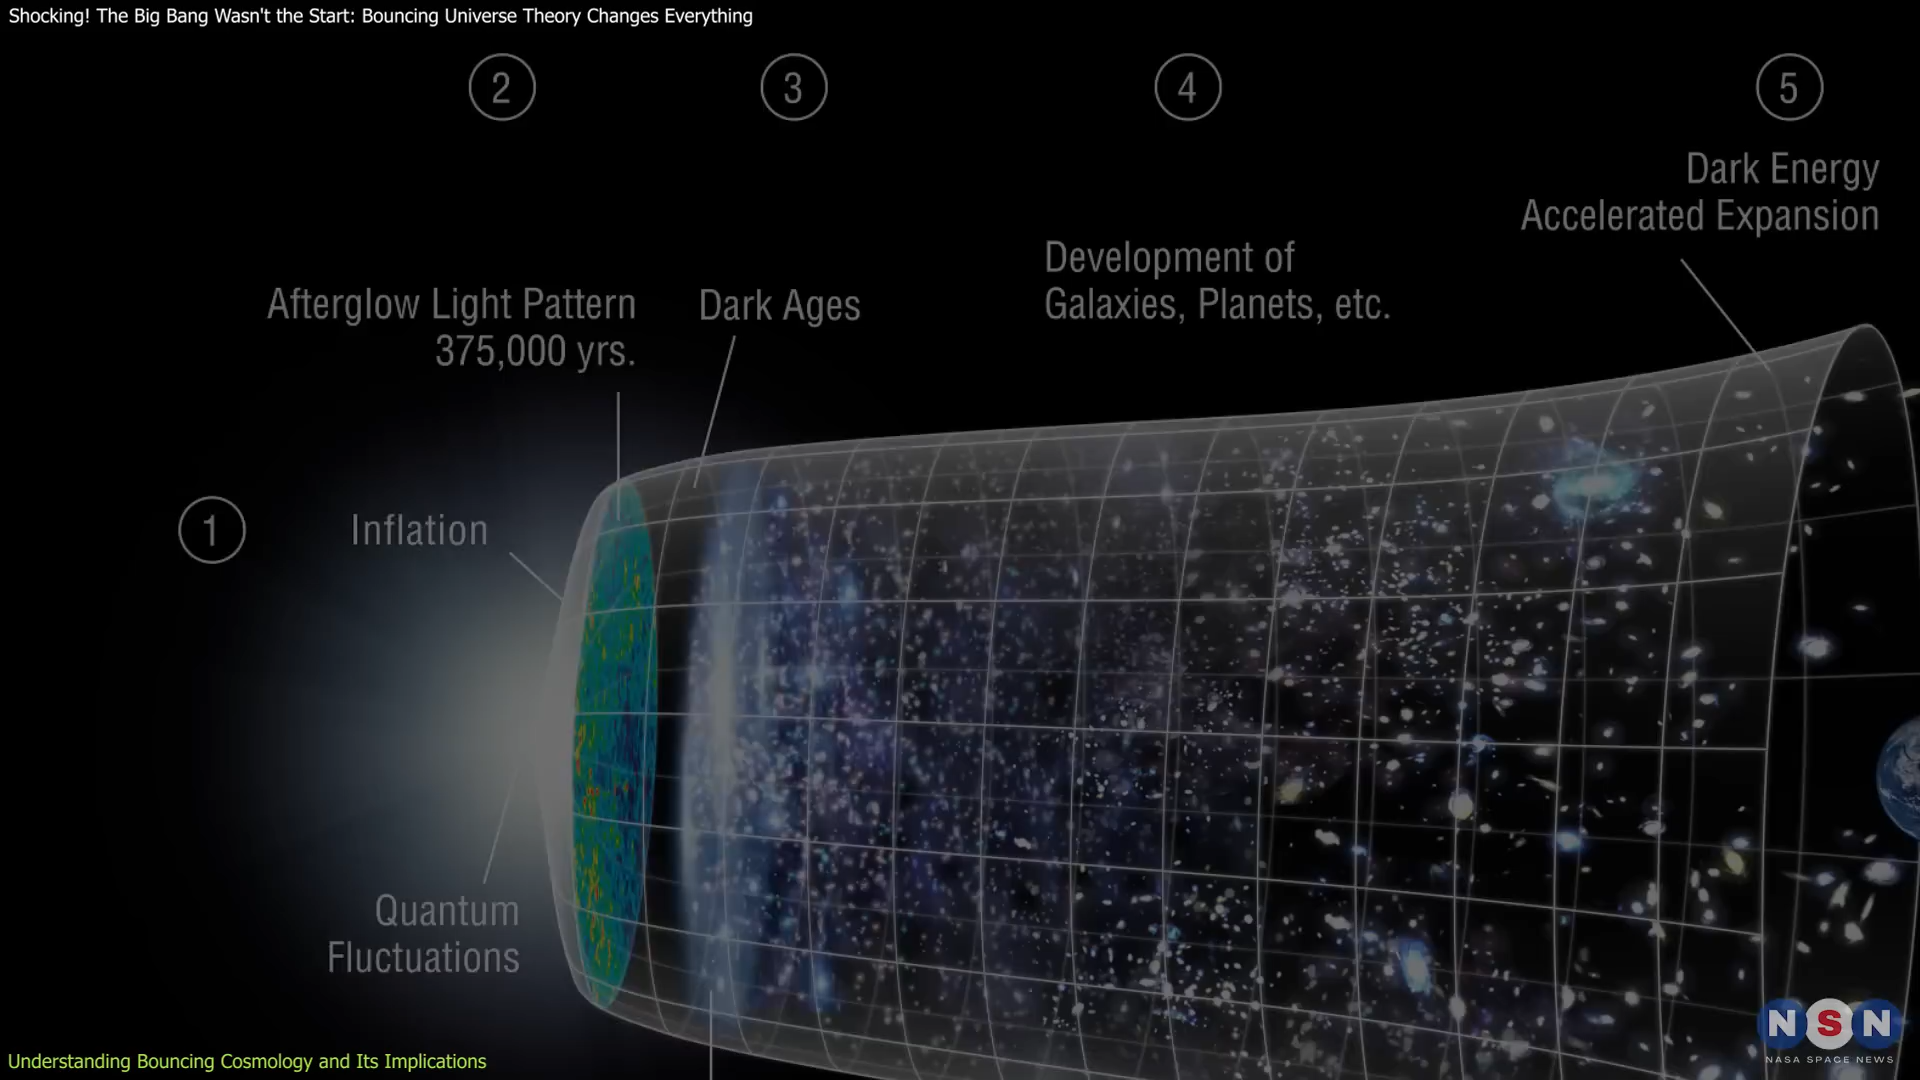 Shocking! The Big Bang Wasn't the Start: Bouncing Universe Theory Changes Everything
2
3
4
5
Dark Energy
Accelerated Expansion
Development of
Galaxies, Planets, etc.
Afterglow Light Pattern
375,000 yrs.
Dark Ages
1
Inflation
Quantum
Fluctuations
NSN
NASA SPACE NEWS
Understanding Bouncing Cosmology and Its Implications